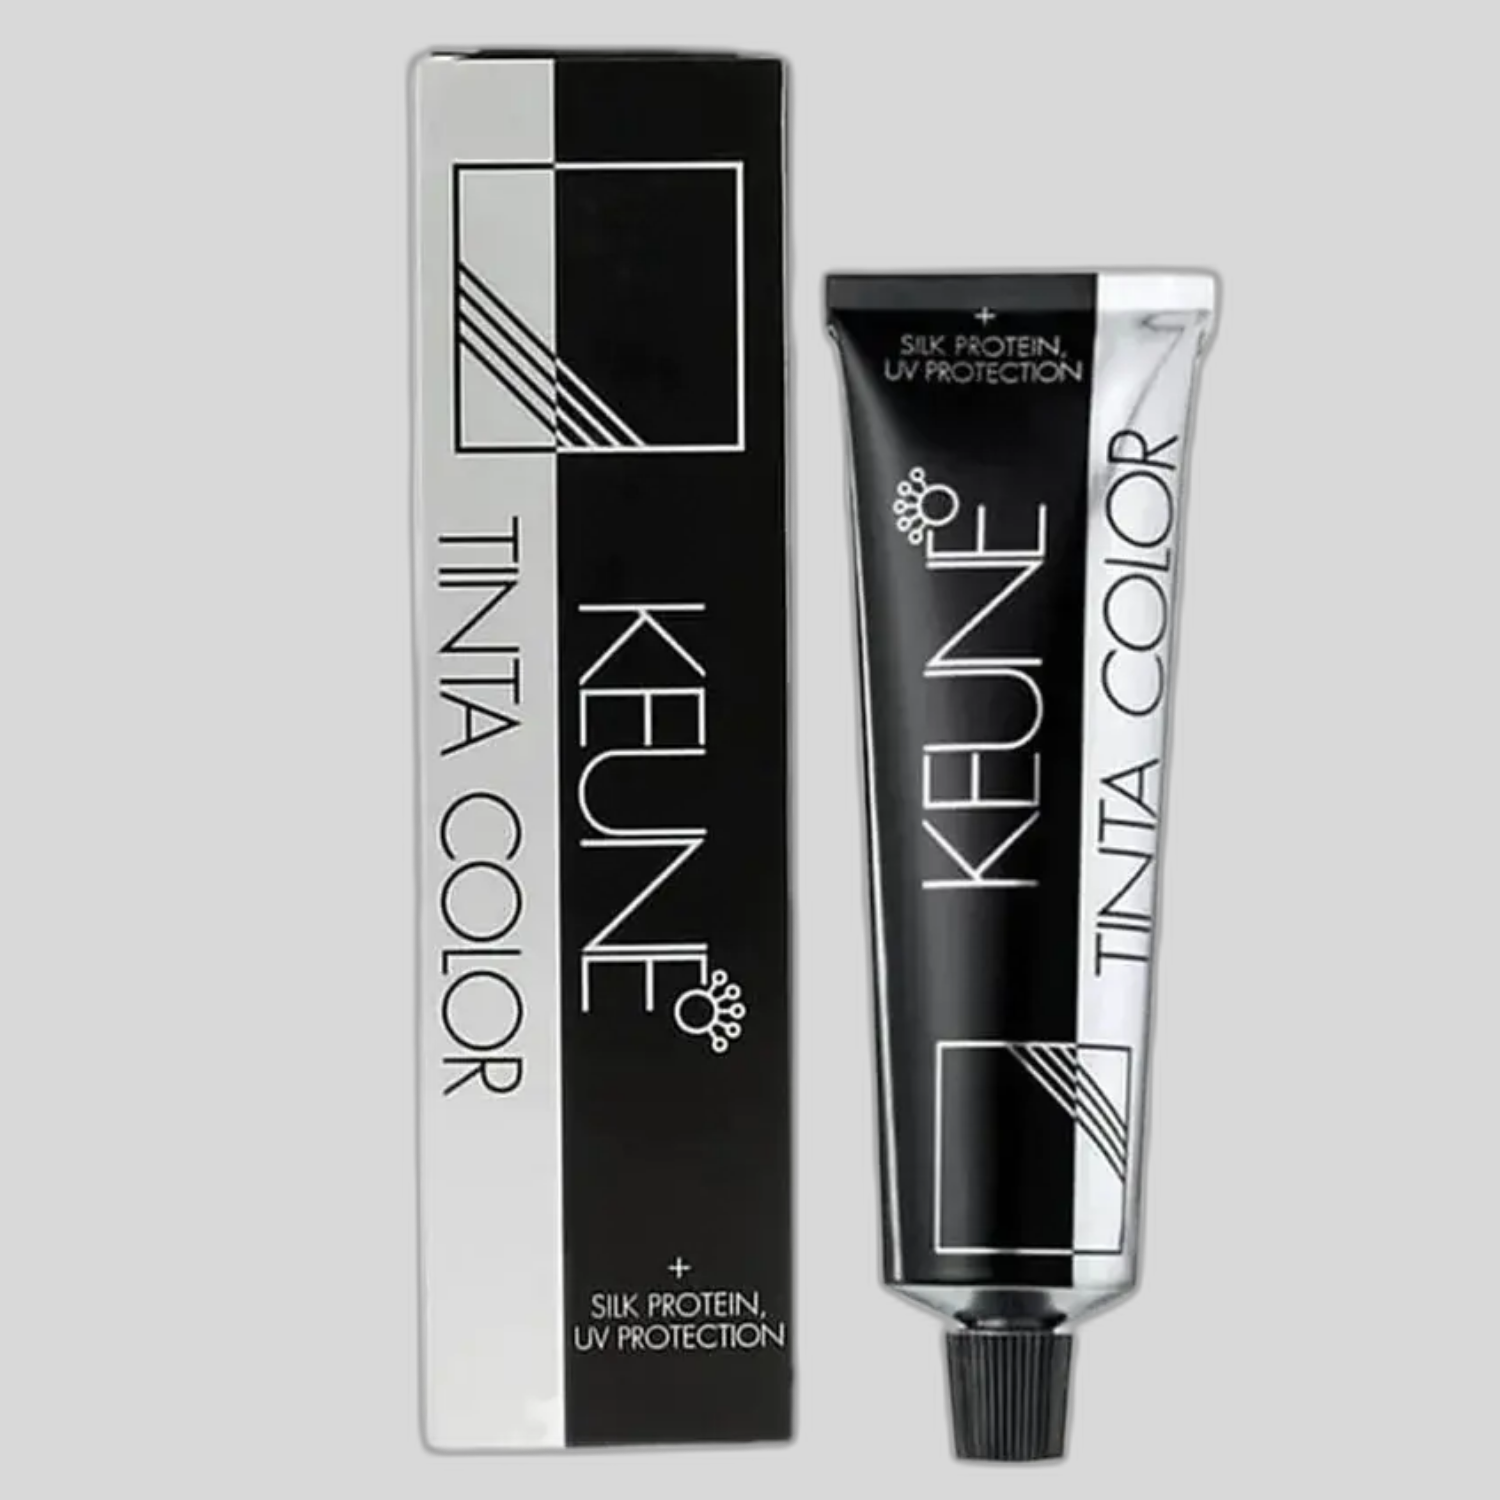 TINTA COLOR
KEUNE
+
SILK PROTEIN,
UV PROTECTION
+
SILK PROTEIN,
UV PROTECTION
KEUNE
TINTA COLOR